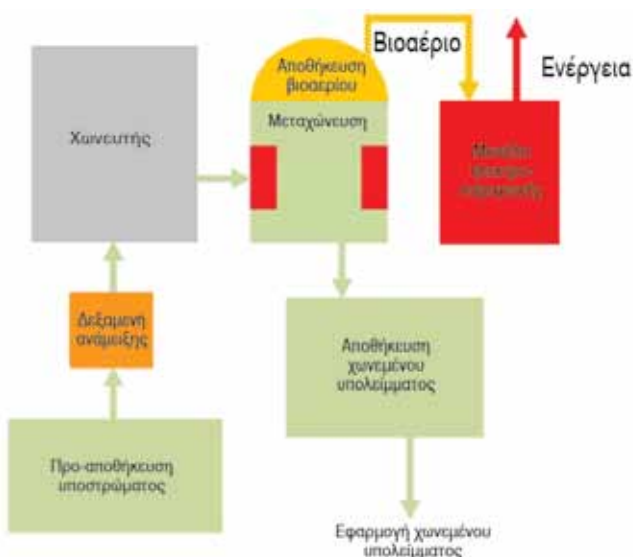 Αποθήκευση
βιοαερίου
Βιοαέριο
Ενέργεια
Χωνευτής
Μεταχώνευση
Δεξαμενή
ανάμειξης
Αποθήκευση
χωνεμένου
υπολείμματος
Προ-αποθήκευση
υποστρώματος
Εφαρμογή χωνεμένου
υπολείμματος